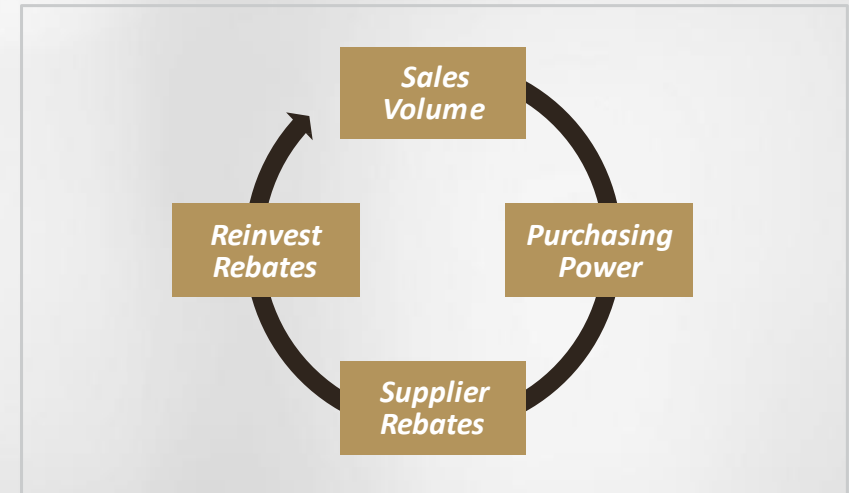 Sales
Volume
Purchasing
Power
Supplier
Rebates
Reinvest
Rebates